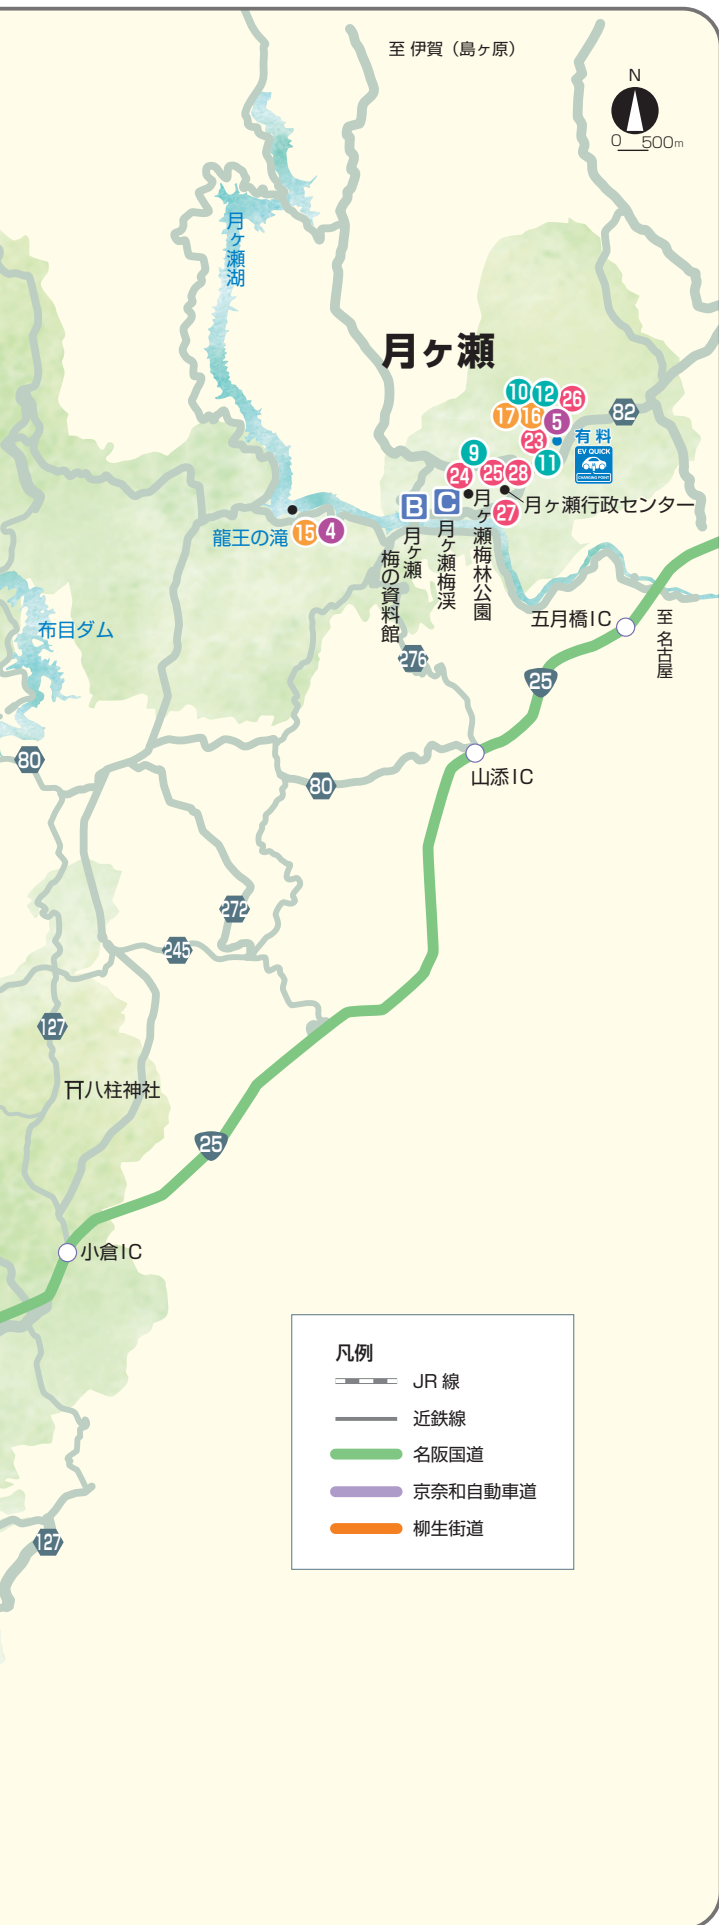 至 伊賀（島ヶ原）
N
0 500m
月ヶ瀬湖
月ヶ瀬
10
12
26
17
16
5
82
23
有料
EV QUICK
CHARGING POINT
9
11
24
25
28
B
C
27
月ヶ瀬行政センター
龍王の滝
15
4
月ヶ瀬
梅の資料館
月ヶ瀬梅渓
月ヶ瀬梅林公園
布目ダム
五月橋IC
至 名古屋
276
25
80
山添IC
80
272
245
127
八柱神社
25
小倉IC
凡例
JR 線
近鉄線
名阪国道
京奈和自動車道
柳生街道
127